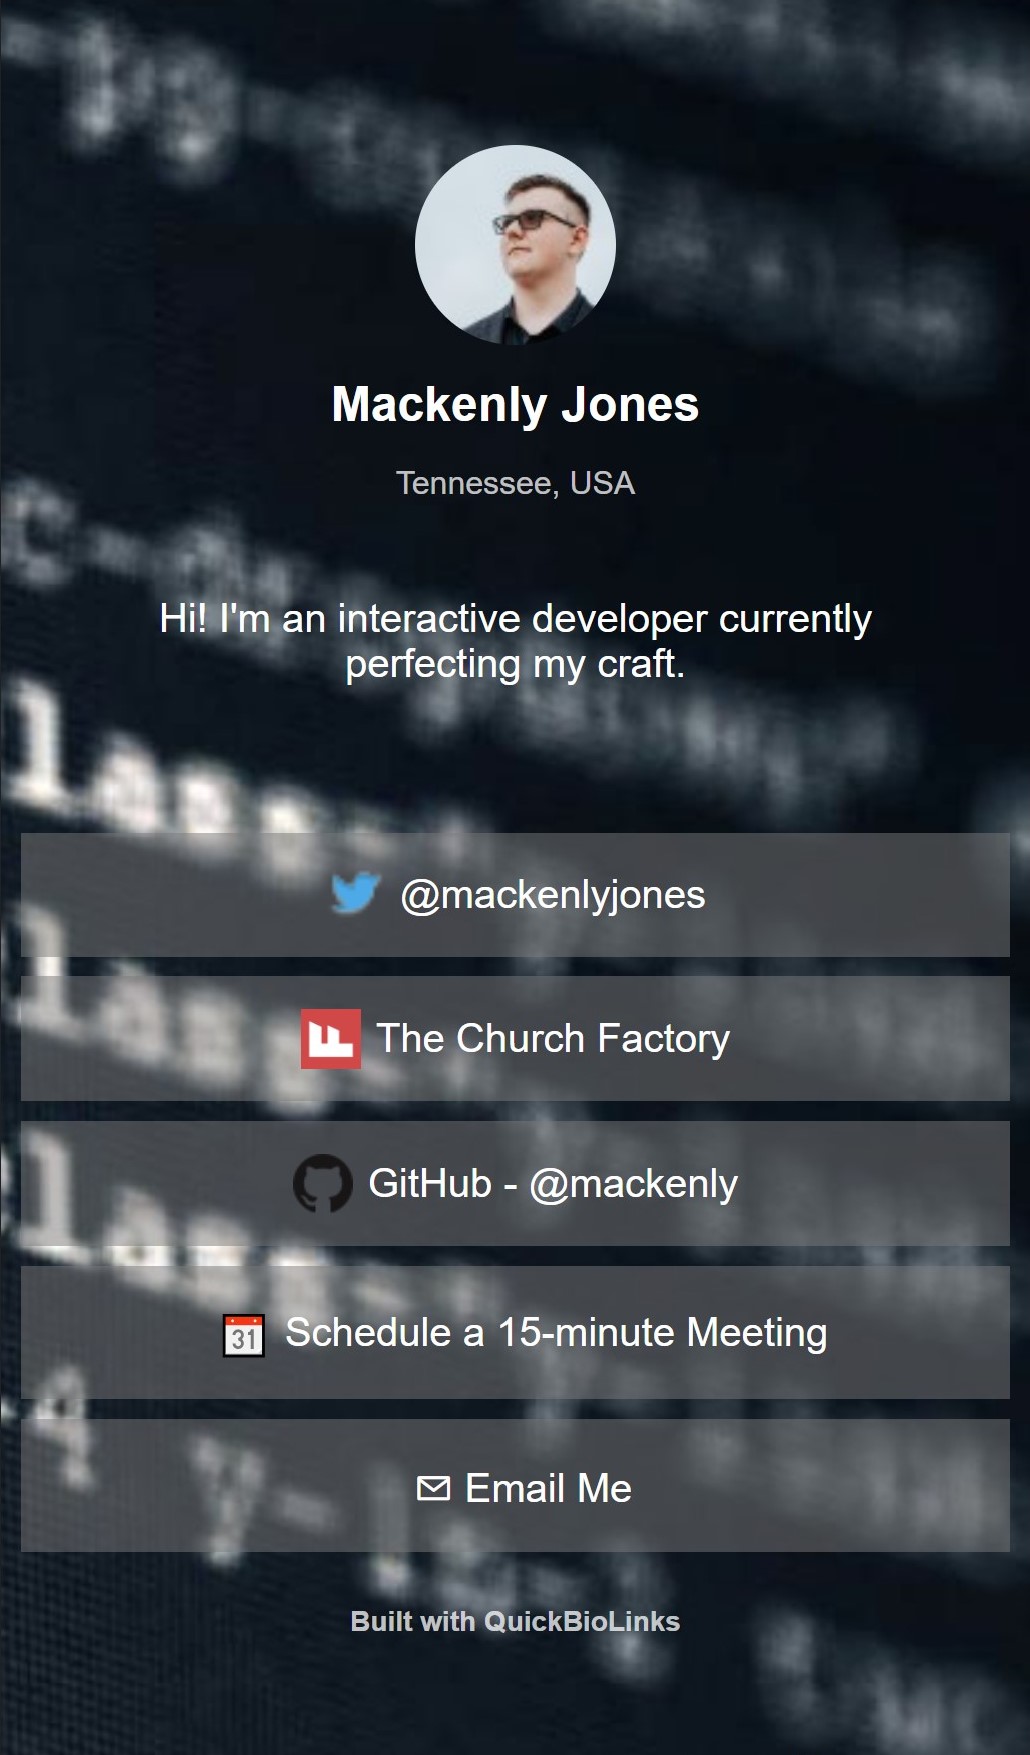 Mackenly Jones
Tennessee, USA
Hi! I'm an interactive developer currently
perfecting my craft.
@mackenlyjones
The Church Factory
GitHub - @mackenly
31 Schedule a 15-minute Meeting
Email Me
Built with QuickBioLinks